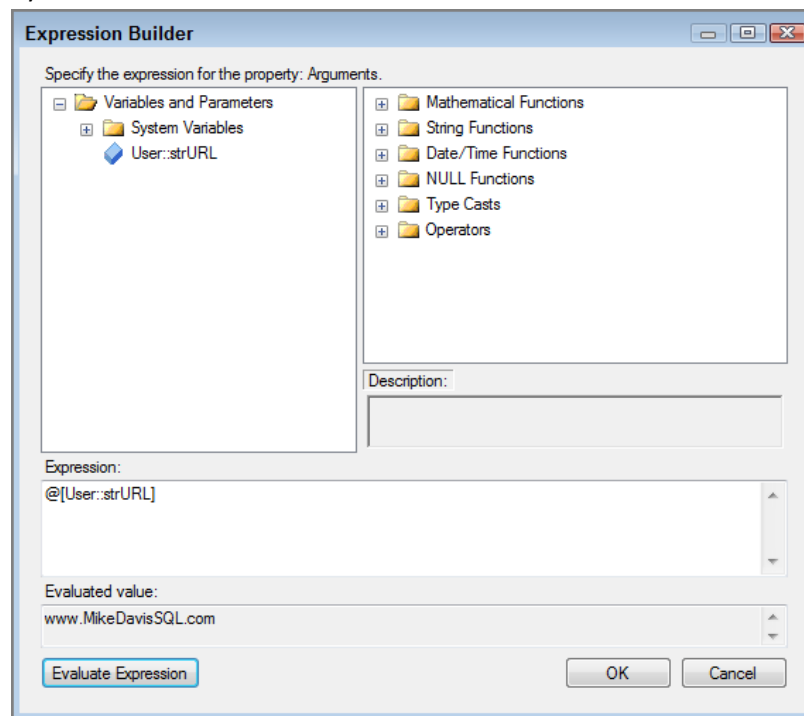 Expression Builder
Specify the expression for the property: Arguments.
Variables and Parameters
System Variables
User::strURL
Mathematical Functions
String Functions
Date/Time Functions
NULL Functions
Type Casts
Operators
Description:
Expression:
@[User::strURL]
Evaluated value:
www.MikeDavisSQL.com
Evaluate Expression
OK
Cancel